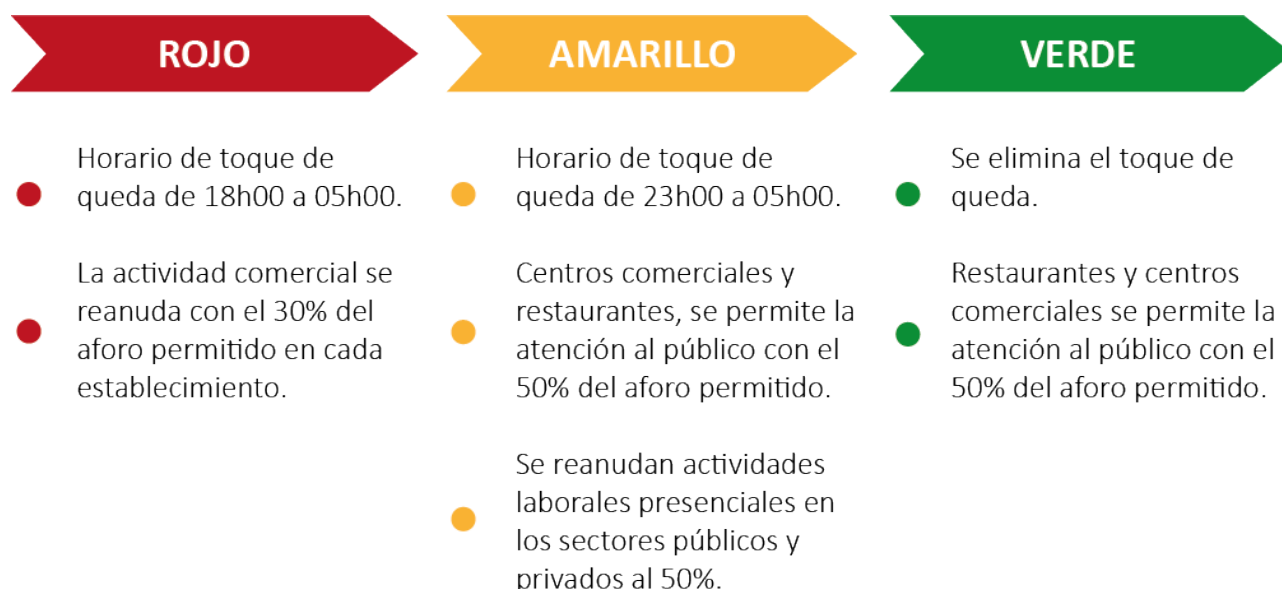 ROJO
Horario de toque de
queda de 18h00 a 05h00.
La actividad comercial se
reanuda con el 30% del
aforo permitido en cada
establecimiento.
AMARILLO
Horario de toque de
queda de 23h00 a 05h00.
Centros comerciales y
restaurantes, se permite la
atención al público con el
50% del aforo permitido.
Se reanudan actividades
laborales presenciales en
los sectores públicos y
privados al 50%.
VERDE
Se elimina el toque de
queda.
Restaurantes y centros
comerciales se permite la
atención al público con el
50% del aforo permitido.